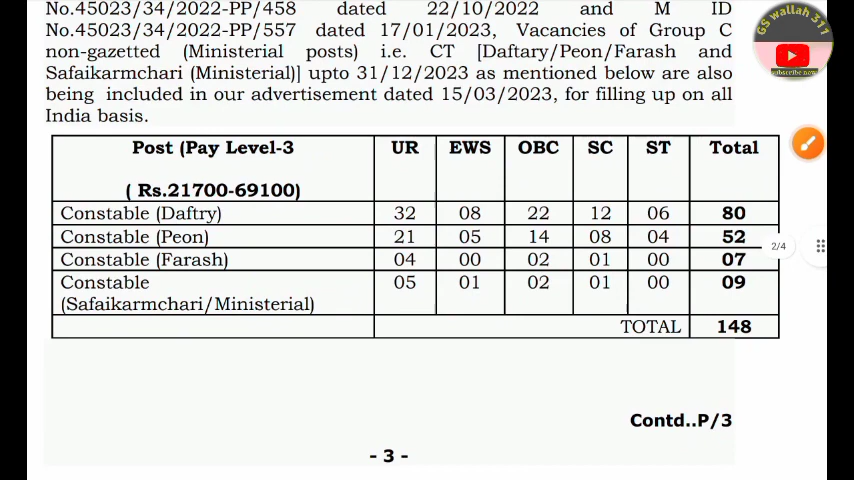 No.45023/34/2022-PP/458 dated 22/10/2022 and M ID
No.45023/34/2022-PP/557 dated 17/01/2023, Vacancies of Group C
non-gazetted (Ministerial posts) i.e. CT [Daftary/Peon/Farash and
Safaikarmchari (Ministerial)] upto 31/12/2023 as mentioned below are also
being included in our advertisement dated 15/03/2023, for filling up on all
India basis.
Post (Pay Level-3 UR EWS OBC SC ST Total
( Rs.21700-69100)
Constable (Daftry) 32 08 22 12 06 80
Constable (Peon) 21 05 14 08 04 52
Constable (Farash) 04 00 02 01 00 07
Constable 05 01 02 01 00 09
(Safaikarmchari/Ministerial)
TOTAL 148
Contd..P/3
- 3 -
GS wallah 311
subscribe now
2/4